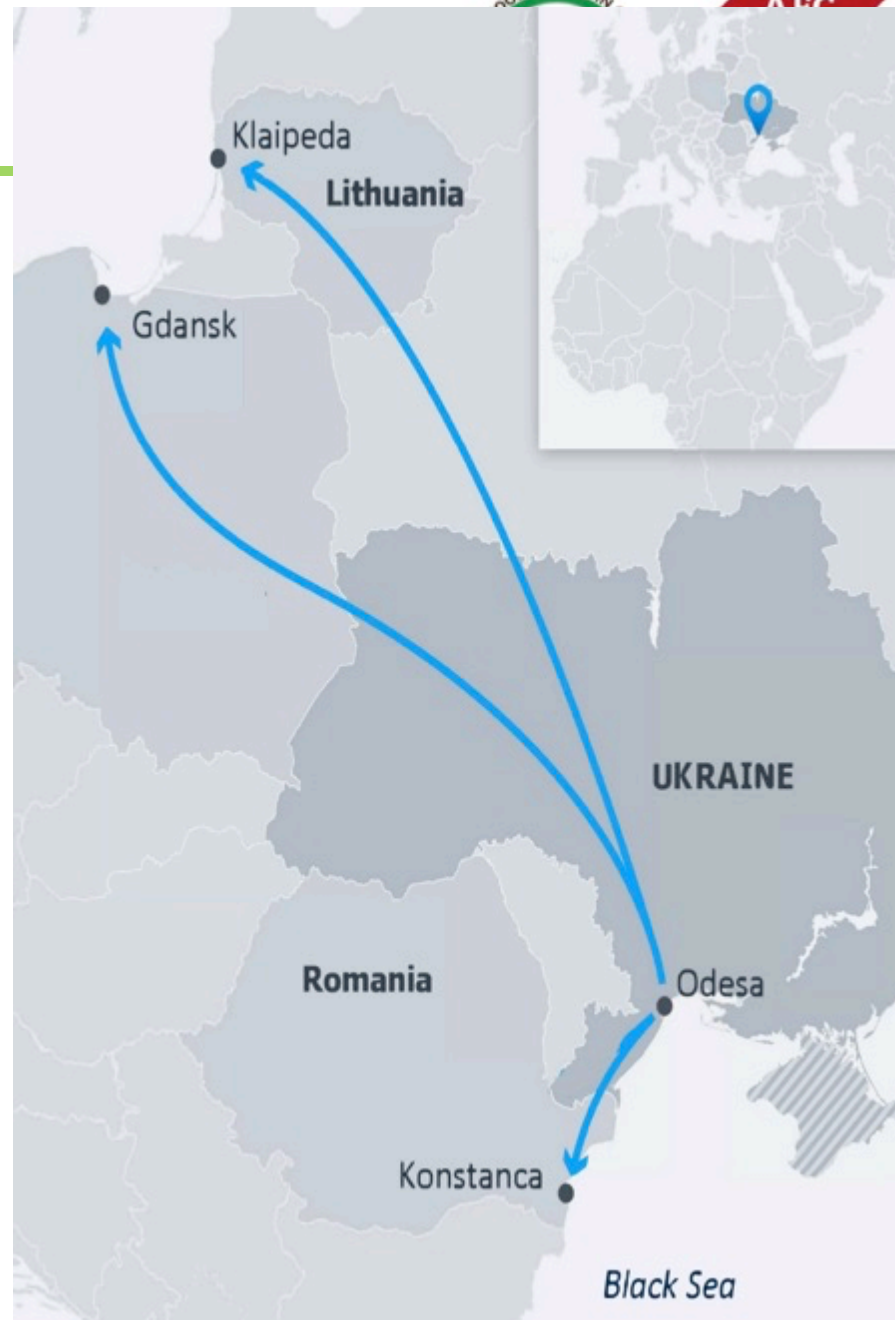 Klaipeda
Lithuania
Gdansk
UKRAINE
Romania
Odesa
Konstanca
Black Sea